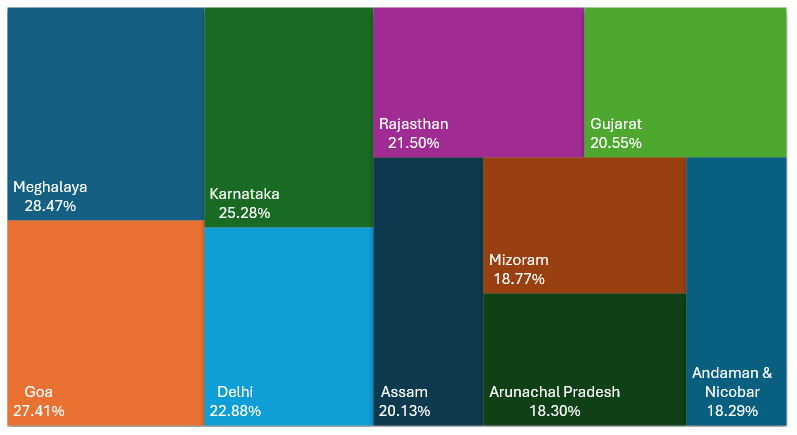 Meghalaya
28.47%
Goa
27.41%
Karnataka
25.28%
Delhi
22.88%
Rajasthan
21.50%
Gujarat
20.55%
Assam
20.13%
Mizoram
18.77%
Arunachal Pradesh
18.30%
Andaman &
Nicobar
18.29%